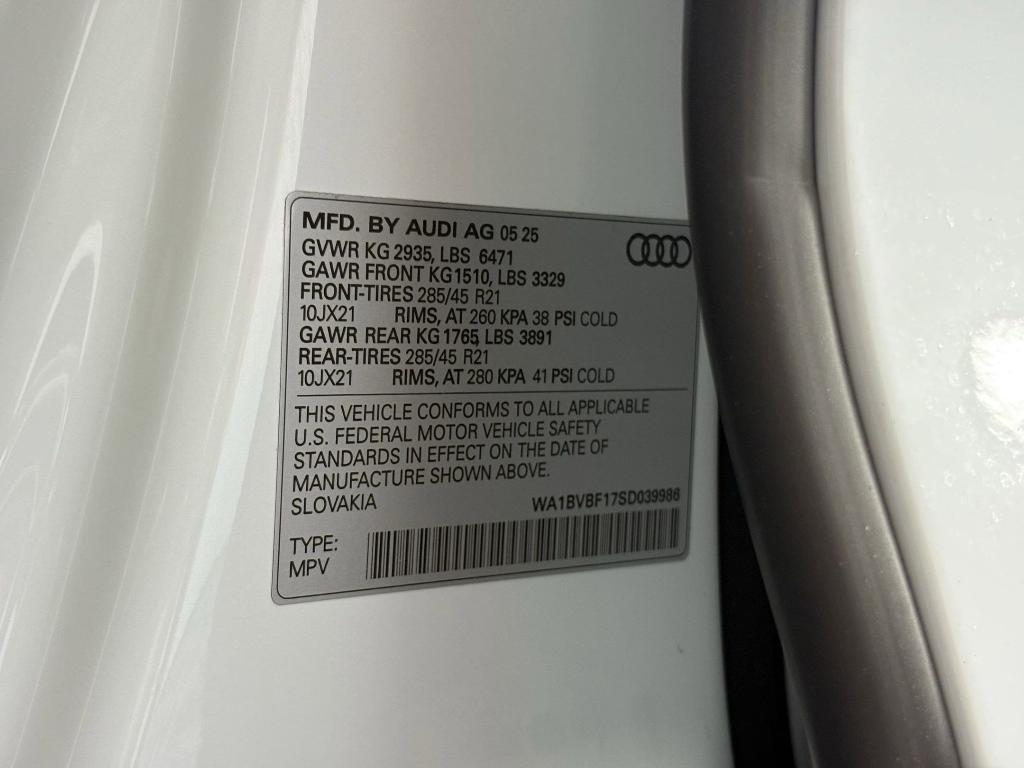 MFD. BY AUDI AG 05 25
GVWR KG 2935, LBS 6471
GAWR FRONT KG1510, LBS 3329
FRONT-TIRES 285/45 R21
10JX21 RIMS, AT 260 KPA 38 PSI COLD
GAWR REAR KG 1765, LBS 3891
REAR-TIRES 285/45 R21
10JX21 RIMS, AT 280 KPA 41 PSI COLD
THIS VEHICLE CONFORMS TO ALL APPLICABLE
U.S. FEDERAL MOTOR VEHICLE SAFETY
STANDARDS IN EFFECT ON THE DATE OF
MANUFACTURE SHOWN ABOVE.
SLOVAKIA WA1BVBF17SD039986
TYPE:
MPV